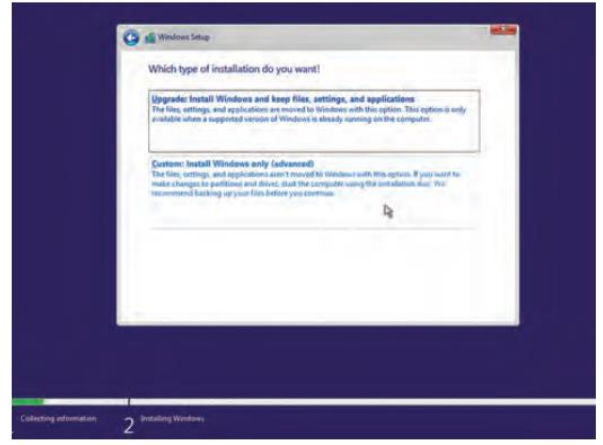 Windows Setup
Which type of installation do you want?
Upgrade: Install Windows and keep files, settings, and applications
The files, settings, and applications are moved to Windows with this option. This option is only
available when a supported version of Windows is already running on the computer.
Custom: Install Windows only (advanced)
The files, settings, and applications aren't moved to Windows with this option. If you want to
make changes to partitions and drives, start the computer using the installation disc. We
recommend backing up your files before you continue.
Collecting information
2 Installing Windows